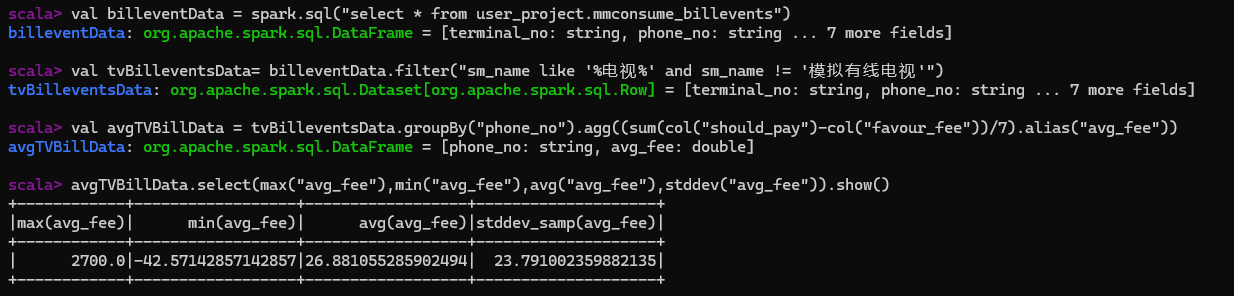 scala> val billeventData = spark.sql("select * from user_project.mmconsume_billevents")
billeventData: org.apache.spark.sql.DataFrame = [terminal_no: string, phone_no: string ... 7 more fields]
scala> val tvBilleventsData= billeventData.filter("sm_name like '%电视%' and sm_name != '模拟有线电视'")
tvBilleventsData: org.apache.spark.sql.Dataset[org.apache.spark.sql.Row] = [terminal_no: string, phone_no: string ... 7 more fields]
scala> val avgTVBillData = tvBilleventsData.groupBy("phone_no").agg((sum(col("should_pay")-col("favour_fee"))/7).alias("avg_fee"))
avgTVBillData: org.apache.spark.sql.DataFrame = [phone_no: string, avg_fee: double]
scala> avgTVBillData.select(max("avg_fee"),min("avg_fee"),avg("avg_fee"),stddev("avg_fee")).show()
+------------+------------------+------------------+--------------------+
|max(avg_fee)|      min(avg_fee)|      avg(avg_fee)|stddev_samp(avg_fee)|
+------------+------------------+------------------+--------------------+
|      2700.0|-42.57142857142857|26.881055285902494|  23.791002359882135|
+------------+------------------+------------------+--------------------+